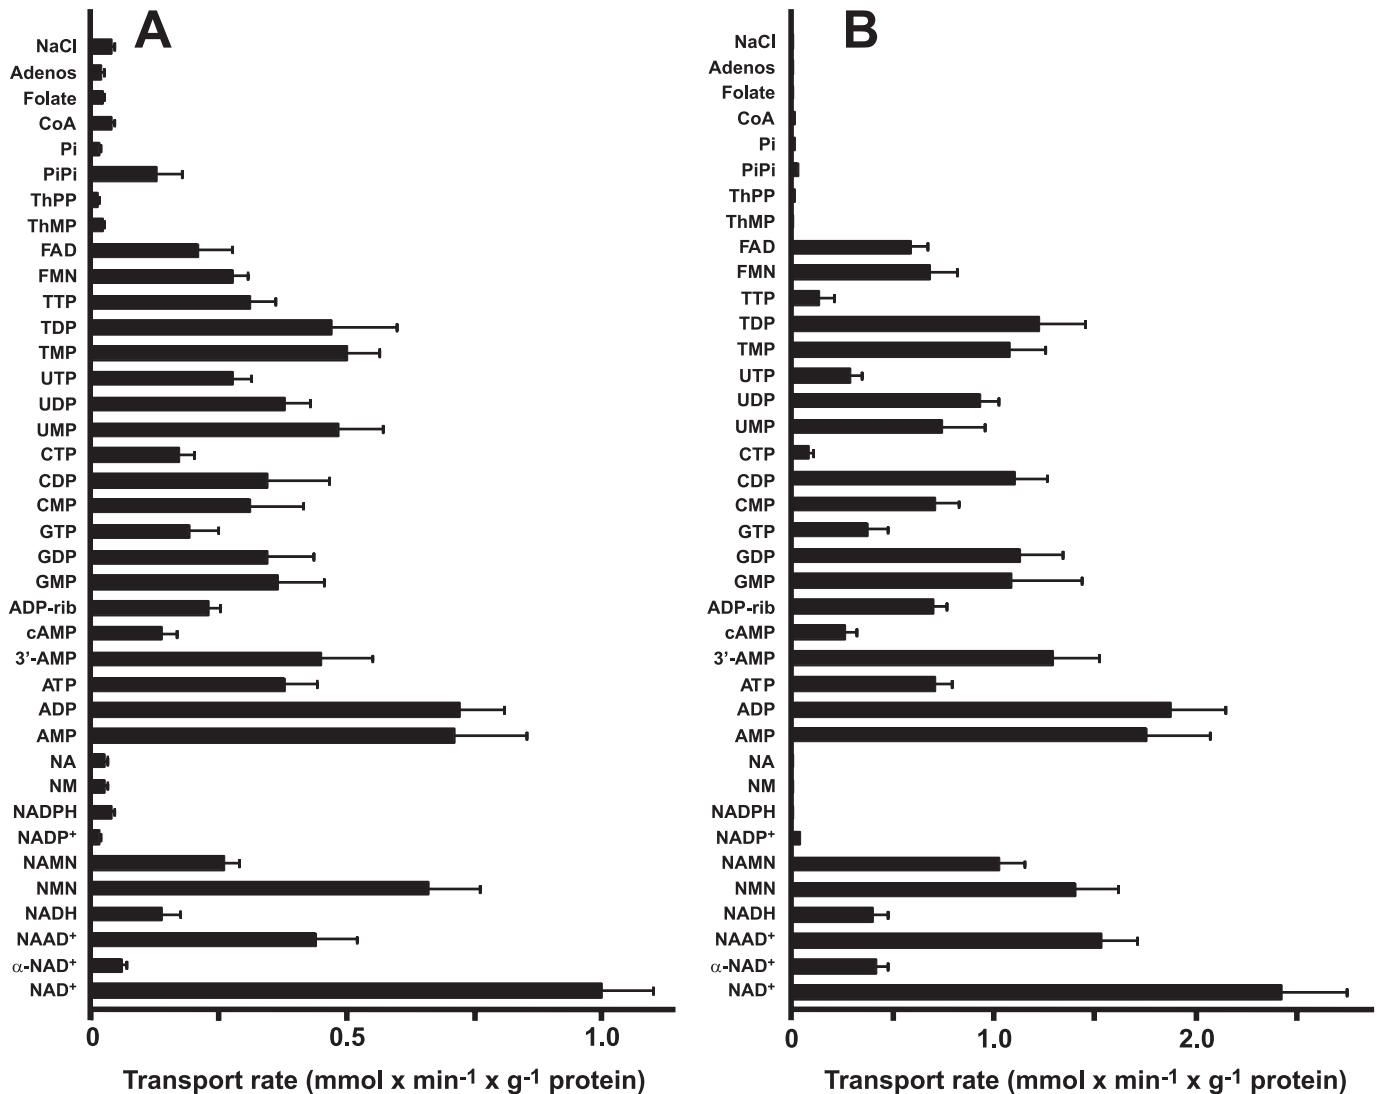 A
NaCl
Adenos
Folate
CoA
Pi
PiPi
ThPP
ThMP
FAD
FMN
TTP
TDP
TMP
UTP
UDP
UMP
CTP
CDP
CMP
GTP
GDP
GMP
ADP-rib
cAMP
3’-AMP
ATP
ADP
AMP
NA
NM
NADPH
NADP⁺
NAMN
NMN
NADH
NAAD⁺
α-NAD⁺
NAD⁺
0 0.5 1.0
Transport rate (mmol x min⁻¹ x g⁻¹ protein)
B
NaCl
Adenos
Folate
CoA
Pi
PiPi
ThPP
ThMP
FAD
FMN
TTP
TDP
TMP
UTP
UDP
UMP
CTP
CDP
CMP
GTP
GDP
GMP
ADP-rib
cAMP
3’-AMP
ATP
ADP
AMP
NA
NM
NADPH
NADP⁺
NAMN
NMN
NADH
NAAD⁺
α-NAD⁺
NAD⁺
0 1.0 2.0
Transport rate (mmol x min⁻¹ x g⁻¹ protein)